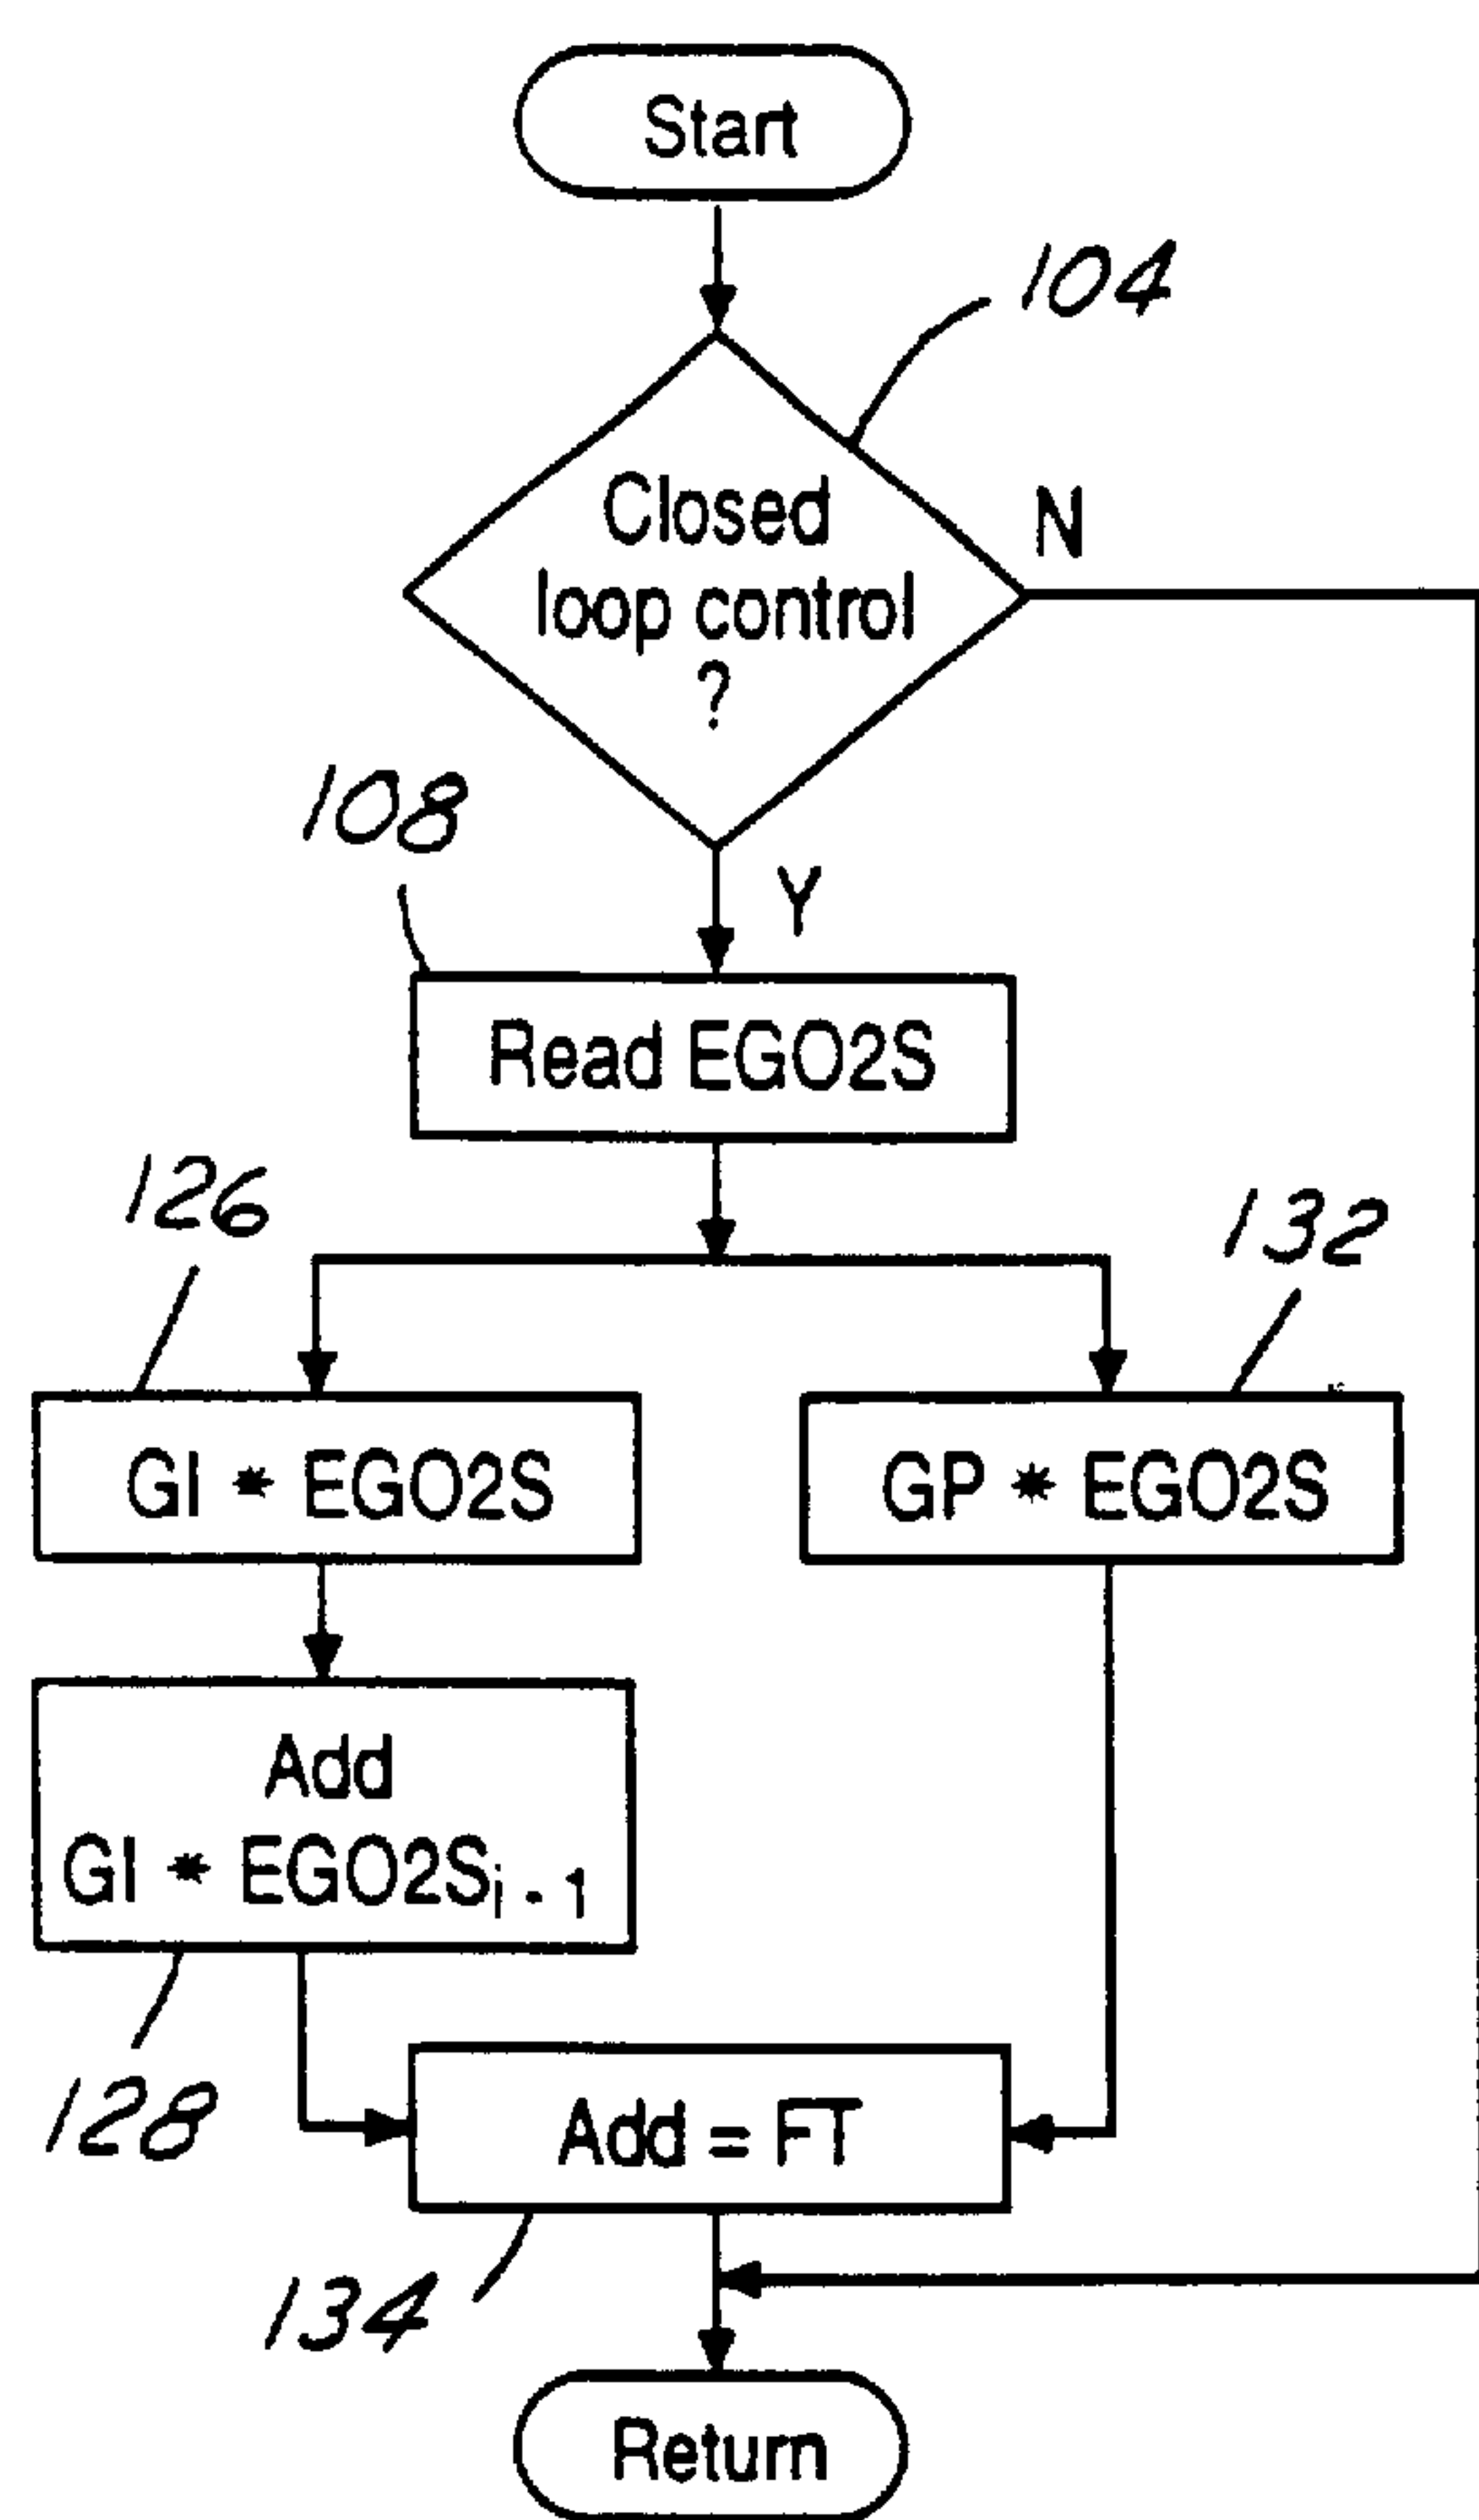 Start
104
Closed
loop control
?
N
108
Y
Read EGO2S
126
132
GI * EGO2S
GP * EGO2S
Add
GI * EGO2Si - 1
128
Add = FT
134
Return